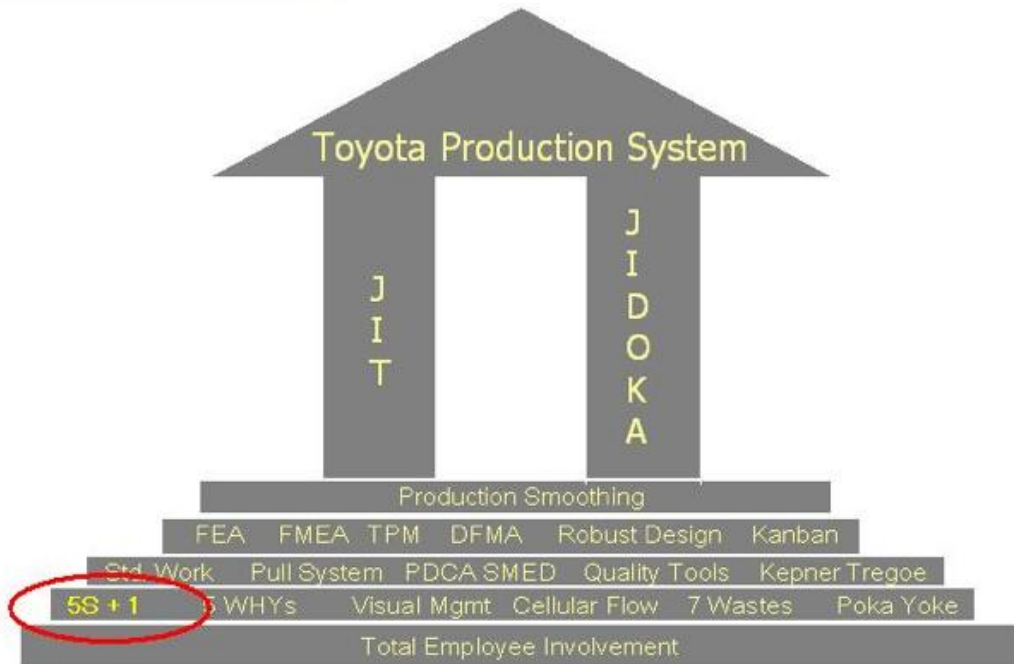 Toyota Production System
JIT
JIDOKA
Production Smoothing
FEA FMEA TPM DFMA Robust Design Kanban
Std. Work Pull System PDCA SMED Quality Tools Kepner Tregoe
5S + 1 5 WHYs Visual Mgmt Cellular Flow 7 Wastes Poka Yoke
Total Employee Involvement